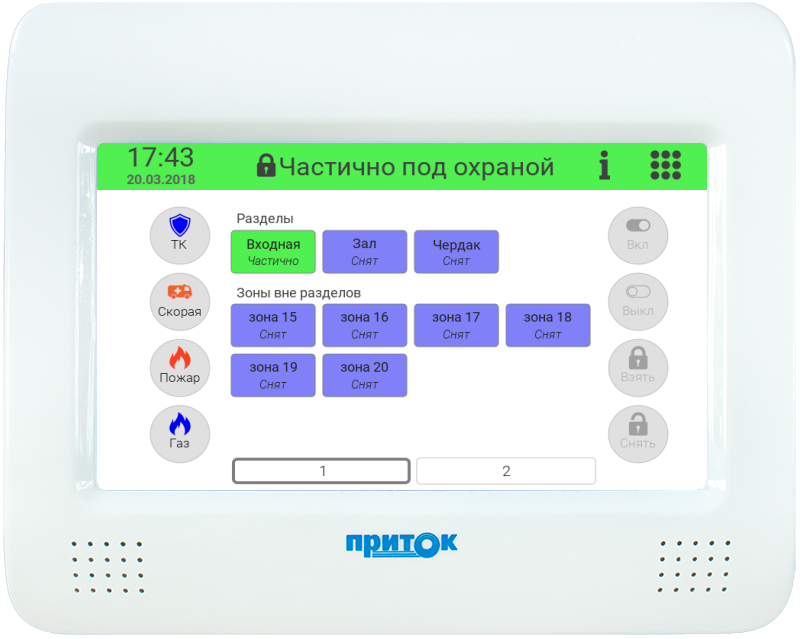 17:43
20.03.2018
Частично под охраной
ТК
Скорая
Пожар
Газ
Разделы
Входная
Частично
Зал
Снят
Чердак
Снят
Зоны вне разделов
зона 15
Снят
зона 16
Снят
зона 17
Снят
зона 18
Снят
зона 19
Снят
зона 20
Снят
1
2
Вкл
Выкл
Взять
Снять
ПРИТОК